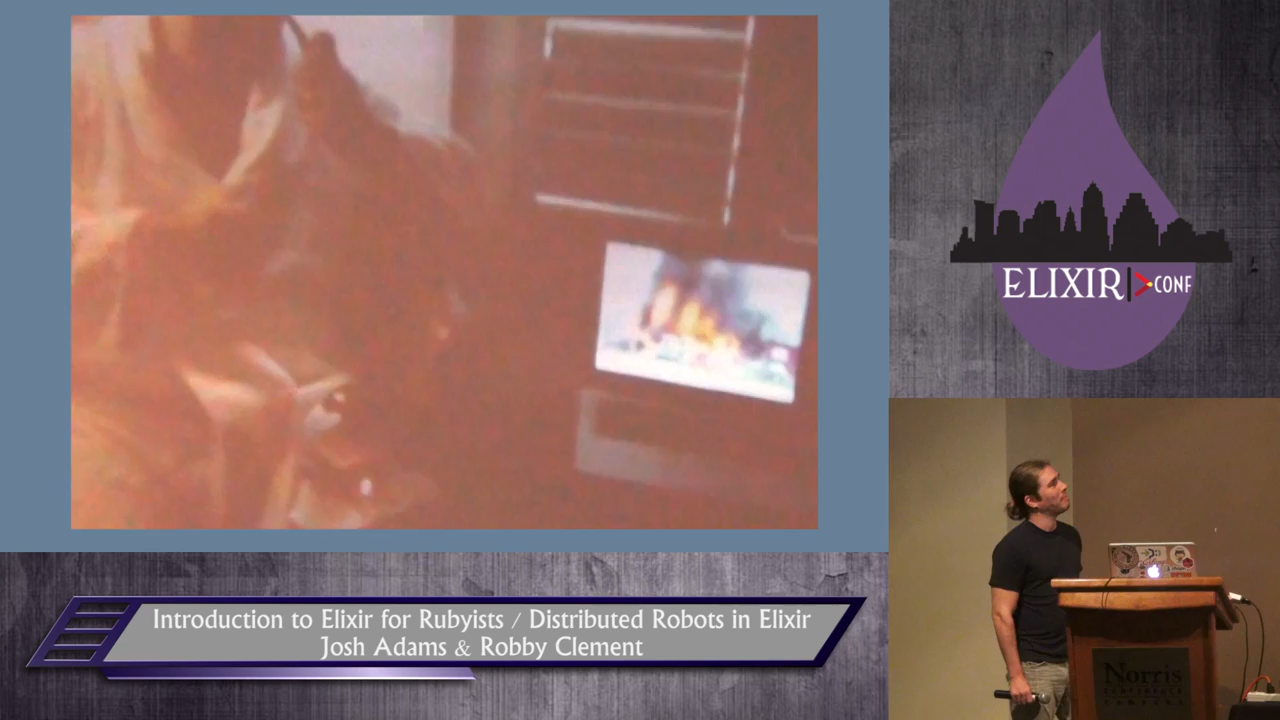 ELIXIR
CONF
Introduction to Elixir for Rubyists / Distributed Robots in Elixir
Josh Adams & Robby Clement
Norris